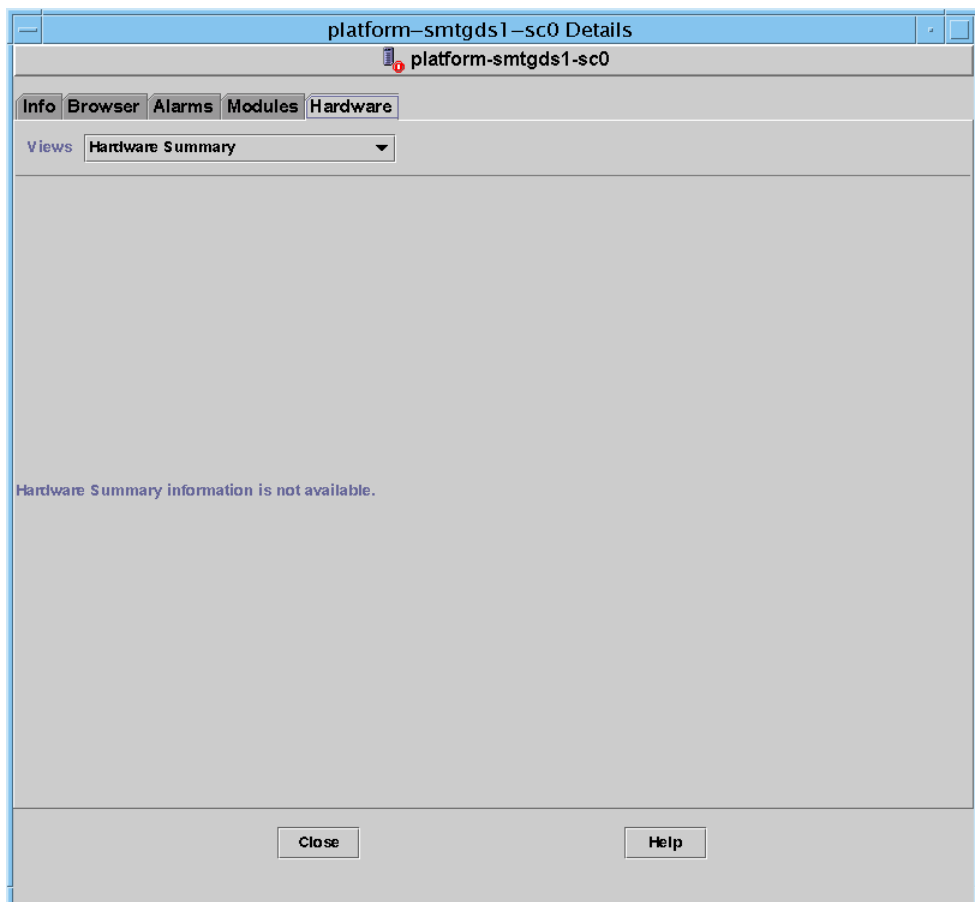 platform–smtgds1–sc0 Details
platform-smtgds1-sc0
Info Browser Alarms Modules Hardware
Views Hardware Summary
Hardware Summary information is not available.
Close Help